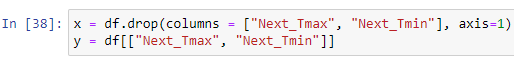 In [38]: x = df.drop(columns = ["Next_Tmax", "Next_Tmin"], axis=1)
y = df[["Next_Tmax", "Next_Tmin"]]